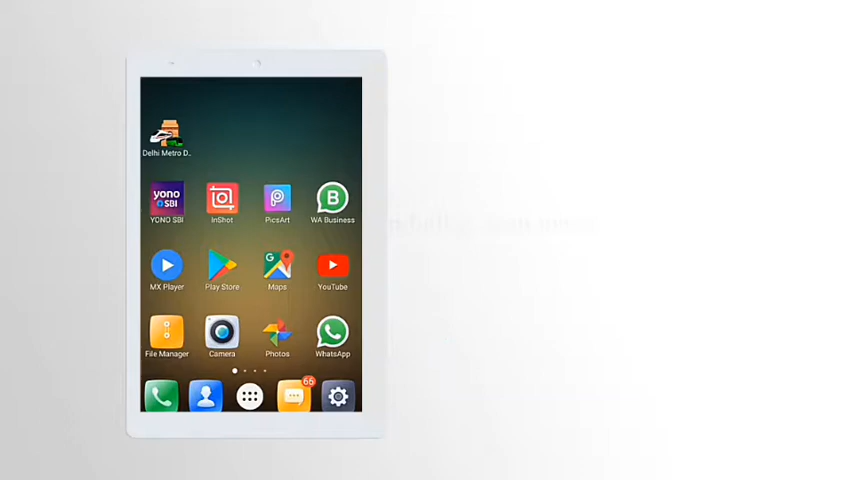 Delhi Metro D..
yono
SBI
YONO SBI
InShot
PicsArt
B
WA Business
MX Player
Play Store
G
Maps
YouTube
File Manager
Camera
Photos
WhatsApp
66